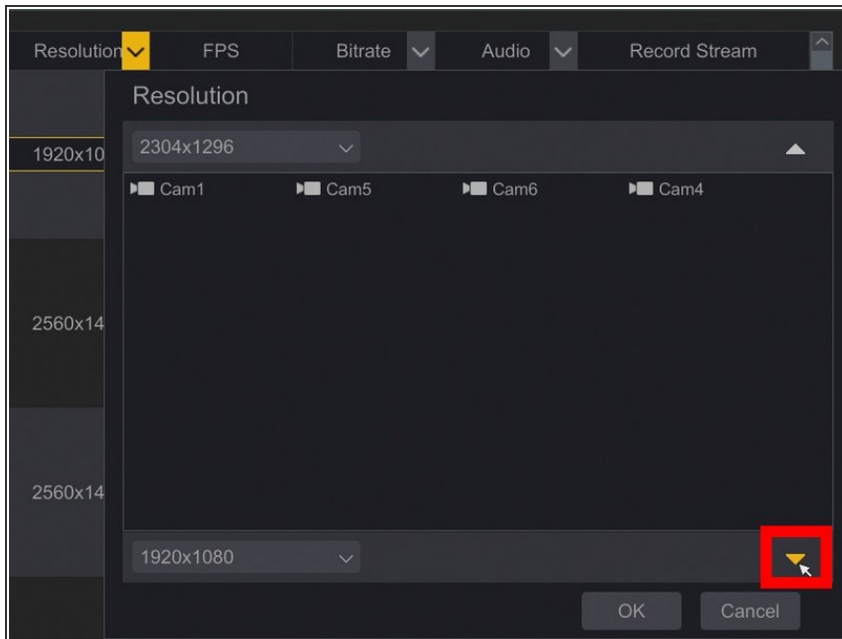 Resolution FPS Bitrate Audio Record Stream
Resolution
2304x1296
1920x10
Cam1 Cam5 Cam6 Cam4
2560x14
2560x14
1920x1080
OK Cancel